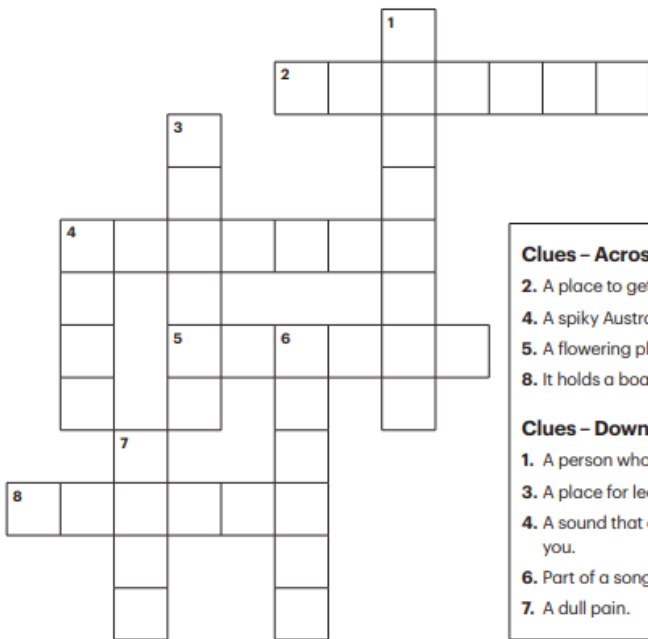 1
2
3
4
5
6
7
8
Clues – Across
2. A place to get
4. A spiky Austra
5. A flowering pl
8. It holds a boa
Clues – Down
1. A person who
3. A place for lea
4. A sound that
you.
6. Part of a song
7. A dull pain.